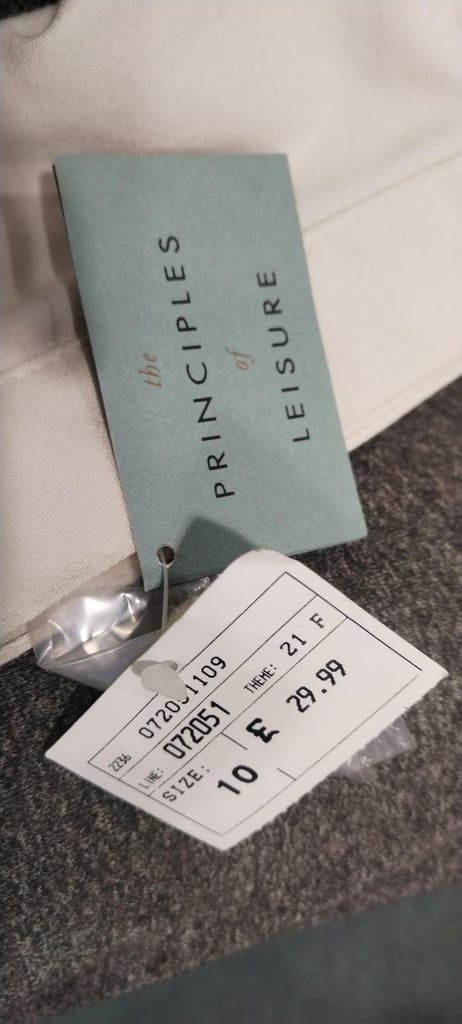 the
PRINCIPLES
of
LEISURE
2236
LINE: 072051 THEME: 21 F
SIZE: 10 £ 29.99